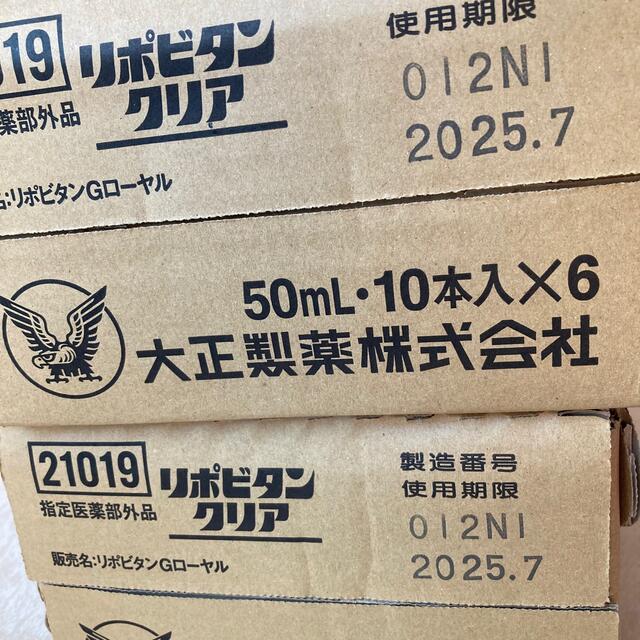 使用期限
019 リポビタン
クリア
012N1
2025.7
薬部外品
名:リポビタンGローヤル
50mL・10本入×6
大正製薬株式会社
21019 リポビタン
クリア
指定医薬部外品
販売名:リポビタンGローヤル
製造番号
使用期限
012N1
2025.7